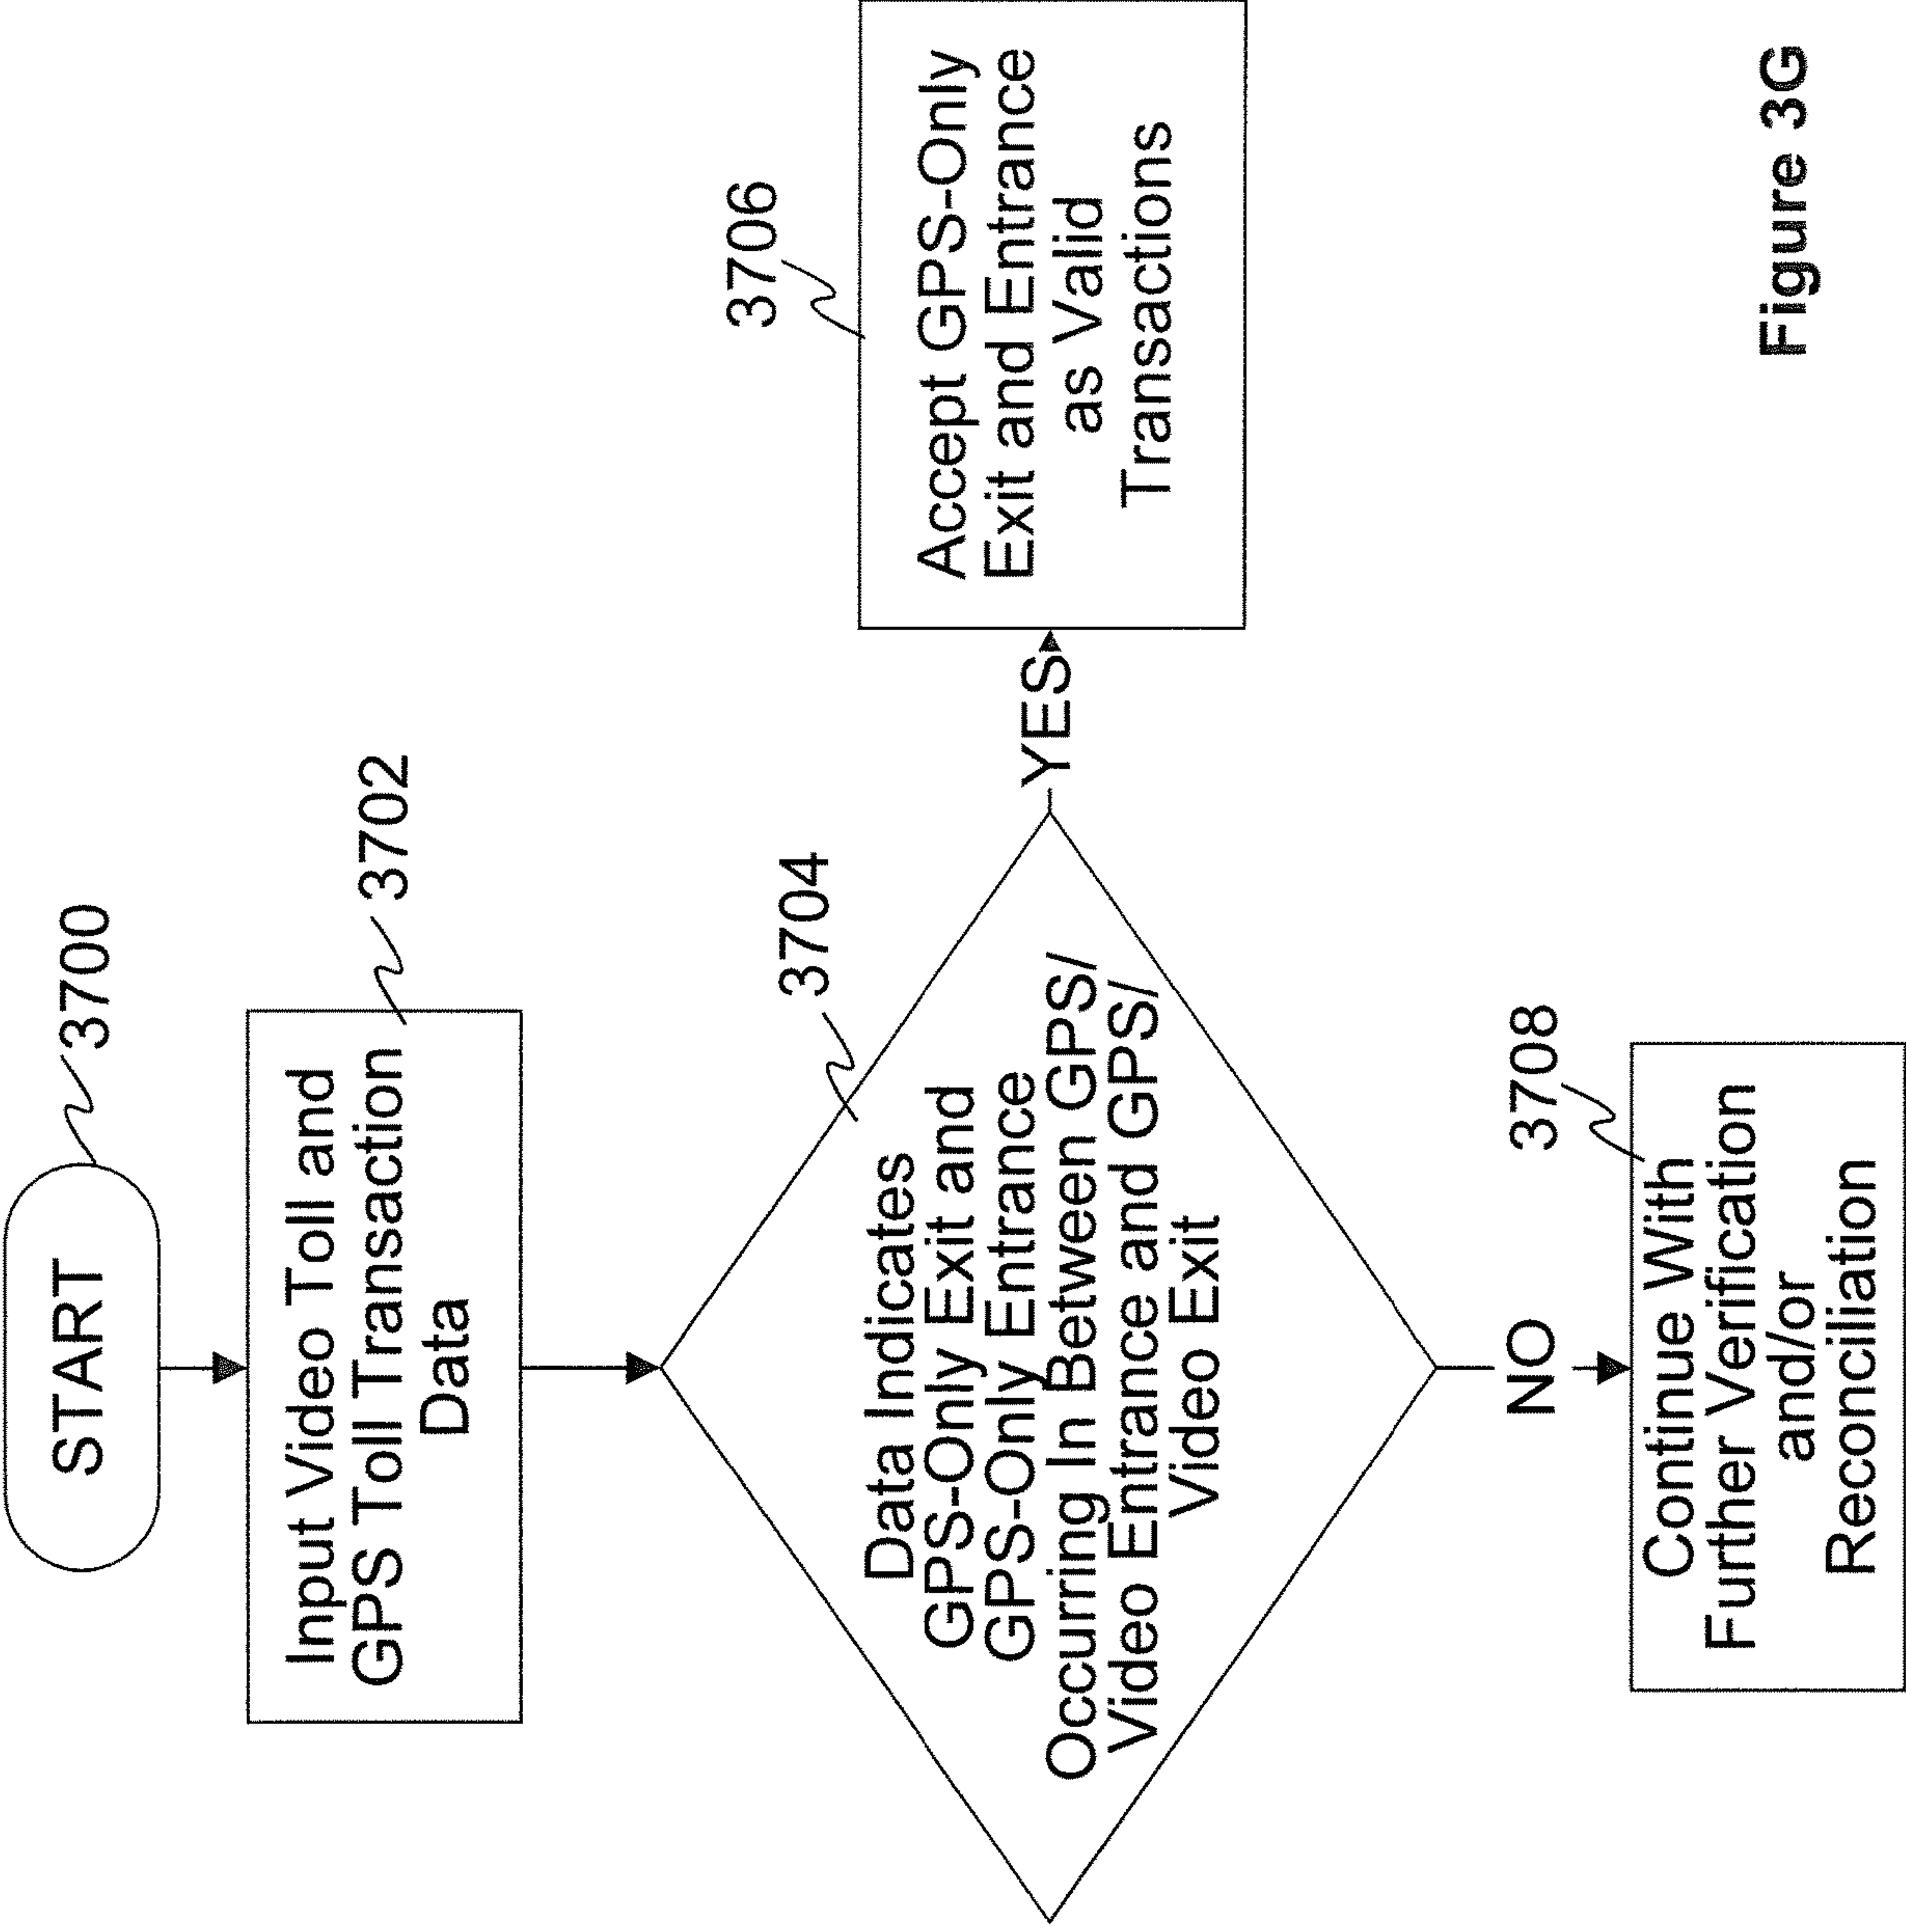 START
3700
Input Video Toll and
GPS Toll Transaction
Data
3702
Data Indicates
GPS-Only Exit and
GPS-Only Entrance
Occurring In Between GPS/
Video Entrance and GPS/
Video Exit
3704
YES
3706
Accept GPS-Only
Exit and Entrance
as Valid
Transactions
NO
3708
Continue With
Further Verification
and/or
Reconciliation
Figure 3G